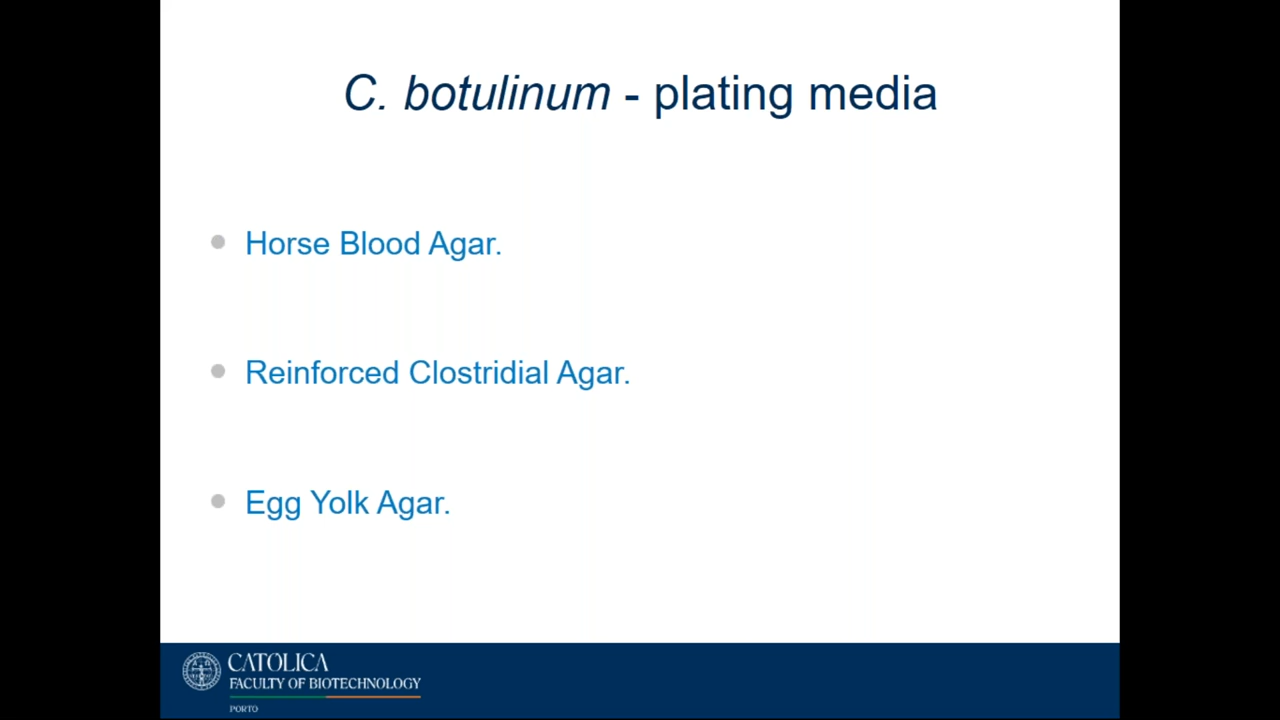 C. botulinum - plating media
Horse Blood Agar.
Reinforced Clostridial Agar.
Egg Yolk Agar.
CATOLICA
FACULTY OF BIOTECHNOLOGY
PORTO